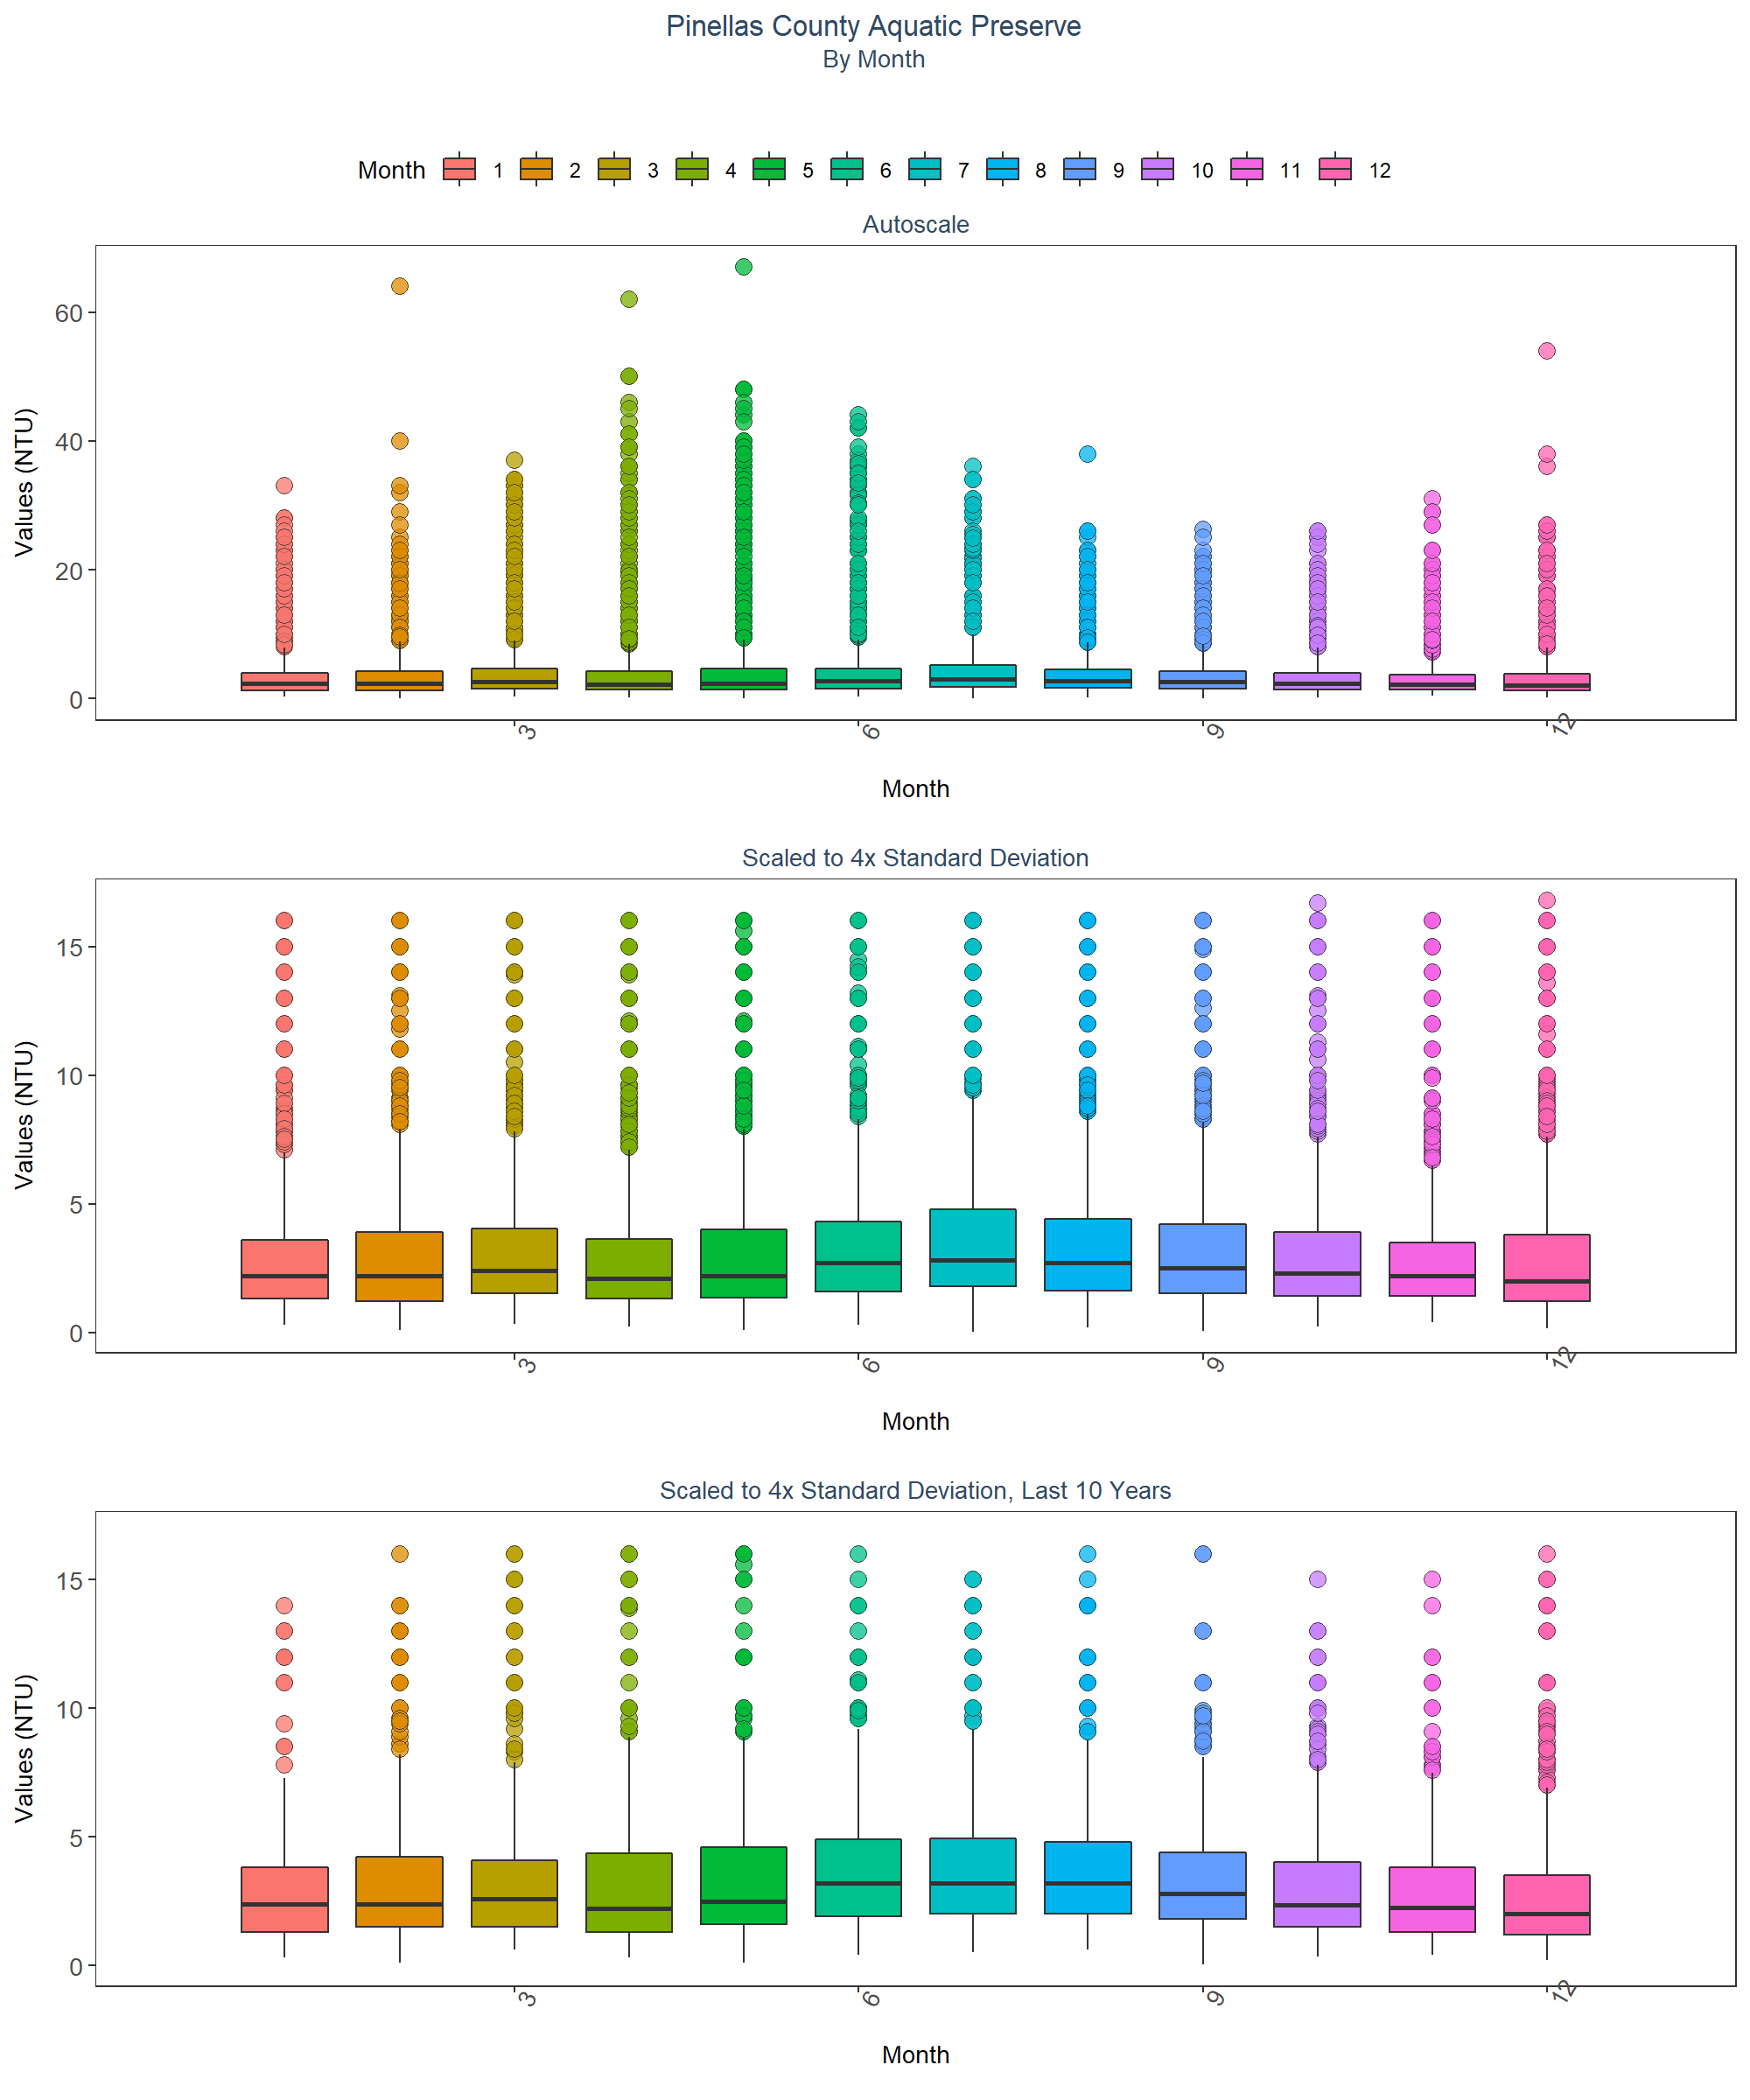 Pinellas County Aquatic Preserve
By Month
Month 1 2 3 4 5 6 7 8 9 10 11 12
Autoscale
Values (NTU)
60
40
20
0
3 6 9 12
Month
Scaled to 4x Standard Deviation
Values (NTU)
15
10
5
0
3 6 9 12
Month
Scaled to 4x Standard Deviation, Last 10 Years
Values (NTU)
15
10
5
0
3 6 9 12
Month